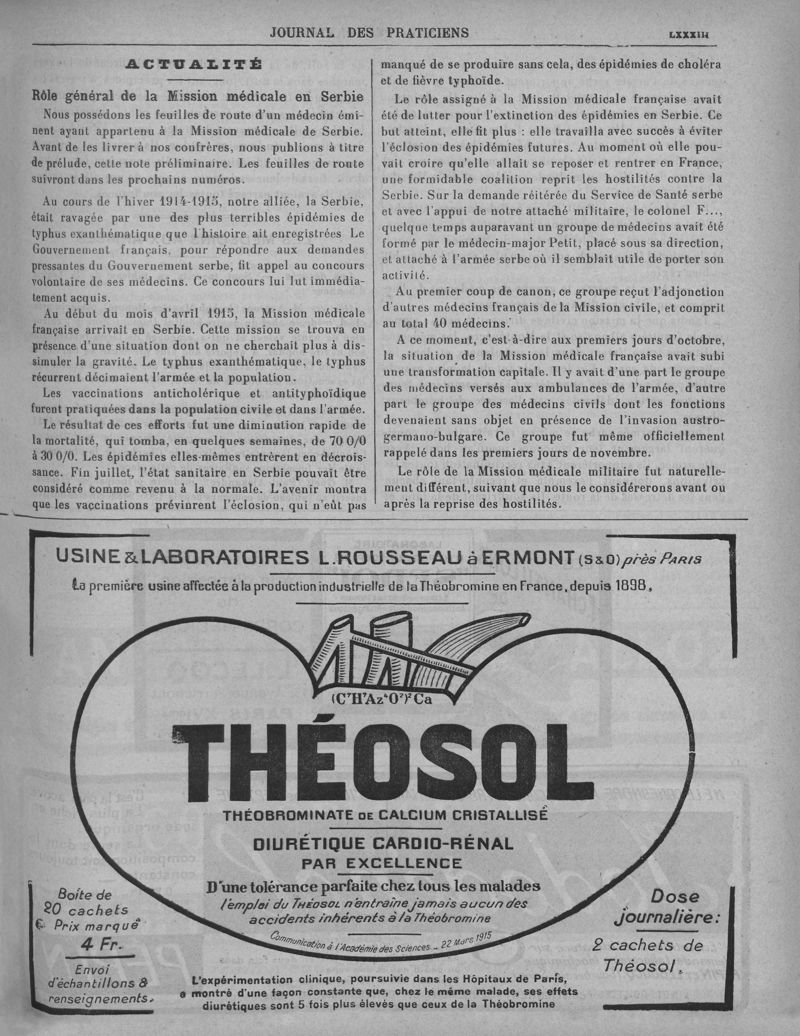 JOURNAL DES PRATICIENS
LXXXIII
ACTUALITÉ
Rôle général de la Mission médicale en Serbie
Nous possédons les feuilles de route d'un médecin émi-
nent ayant appartenu à la Mission médicale de Serbie.
Avant de les livrer à nos confrères, nous publions à titre
de prélude, cette note préliminaire. Les feuilles de route
suivront dans les prochains numéros.
Au cours de l'hiver 1914-1915, notre alliée, la Serbie,
était ravagée par une des plus terribles épidémies de
typhus exanthématique que l'histoire ait enregistrées Le
Gouvernement français, pour répondre aux demandes
pressantes du Gouvernement serbe, fit appel au concours
volontaire de ses médecins. Ce concours lui lut immédia-
tement acquis.
Au début du mois d'avril 1915, la Mission médicale
française arrivait en Serbie. Cette mission se trouva en
présence d'une situation dont on ne cherchait plus à dis-
simuler la gravité. Le typhus exanthématique, le typhus
récurrent décimaient l'armée et la population.
Les vaccinations anticholérique et antityphoïdique
furent pratiquées dans la population civile et dans l'armée.
Le résultat de ces efforts fut une diminution rapide de
la mortalité, qui tomba, en quelques semaines, de 70 0/0
à 30 0/0. Les épidémies elles-mêmes entrèrent en décrois-
sance. Fin juillet, l'état sanitaire en Serbie pouvait être
considéré comme revenu à la normale. L'avenir montra
que les vaccinations prévinrent l'éclosion, qui n'eût pas
manqué de se produire sans cela, des épidémies de choléra
et de fièvre typhoïde.
Le rôle assigné à la Mission médicale française avait
été de lutter pour l'extinction des épidémies en Serbie. Ce
but atteint, elle fit plus : elle travailla avec succès à éviter
l'éclosion des épidémies futures. Au moment où elle pou-
vait croire qu'elle allait se reposer et rentrer en France,
une formidable coalition reprit les hostilités contre la
Serbie. Sur la demande réitérée du Service de Santé serbe
et avec l'appui de notre attaché militaire, le colonel F...,
quelque temps auparavant un groupe de médecins avait été
formé par le médecin-major Petit, placé sous sa direction,
et attaché à l'armée serbe où il semblait utile de porter son
activité.
Au premier coup de canon, ce groupe reçut l'adjonction
d'autres médecins français de la Mission civile, et comprit
au total 40 médecins.
A ce moment, c'est-à-dire aux premiers jours d'octobre,
la situation de la Mission médicale française avait subi
une transformation capitale. Il y avait d'une part le groupe
des médecins versés aux ambulances de l'armée, d'autre
part le groupe des médecins civils dont les fonctions
devenaient sans objet en présence de l'invasion austro-
germano-bulgare. Ce groupe fut même officiellement
rappelé dans les premiers jours de novembre.
Le rôle de la Mission médicale militaire fut naturelle-
ment différent, suivant que nous le considérerons avant ou
après la reprise des hostilités.
USINE & LABORATOIRES L. ROUSSEAU à ERMONT (S&O) près PARIS
La première usine affectée à la production industrielle de la Théobromine en France, depuis 1898.
(C⁷H⁷Az⁴O²)² Ca
THÉOSOL
THÉOBROMINATE DE CALCIUM CRISTALLISÉ
DIURÉTIQUE CARDIO-RÉNAL
PAR EXCELLENCE
D'une tolérance parfaite chez tous les malades
l'emploi du THÉOSOL n'entraîne jamais aucun des
accidents inhérents à la Théobromine
Communication à l'Académie des Sciences _ 22 Mars 1915
Boîte de
20 cachets
Prix marqué
4 Fr.
Envoi
d'échantillons &
renseignements.
L'expérimentation clinique, poursuivie dans les Hôpitaux de Paris,
a montré d'une façon constante que, chez le même malade, ses effets
diurétiques sont 5 fois plus élevés que ceux de la Théobromine
Dose
journalière:
2 cachets de
Théosol.